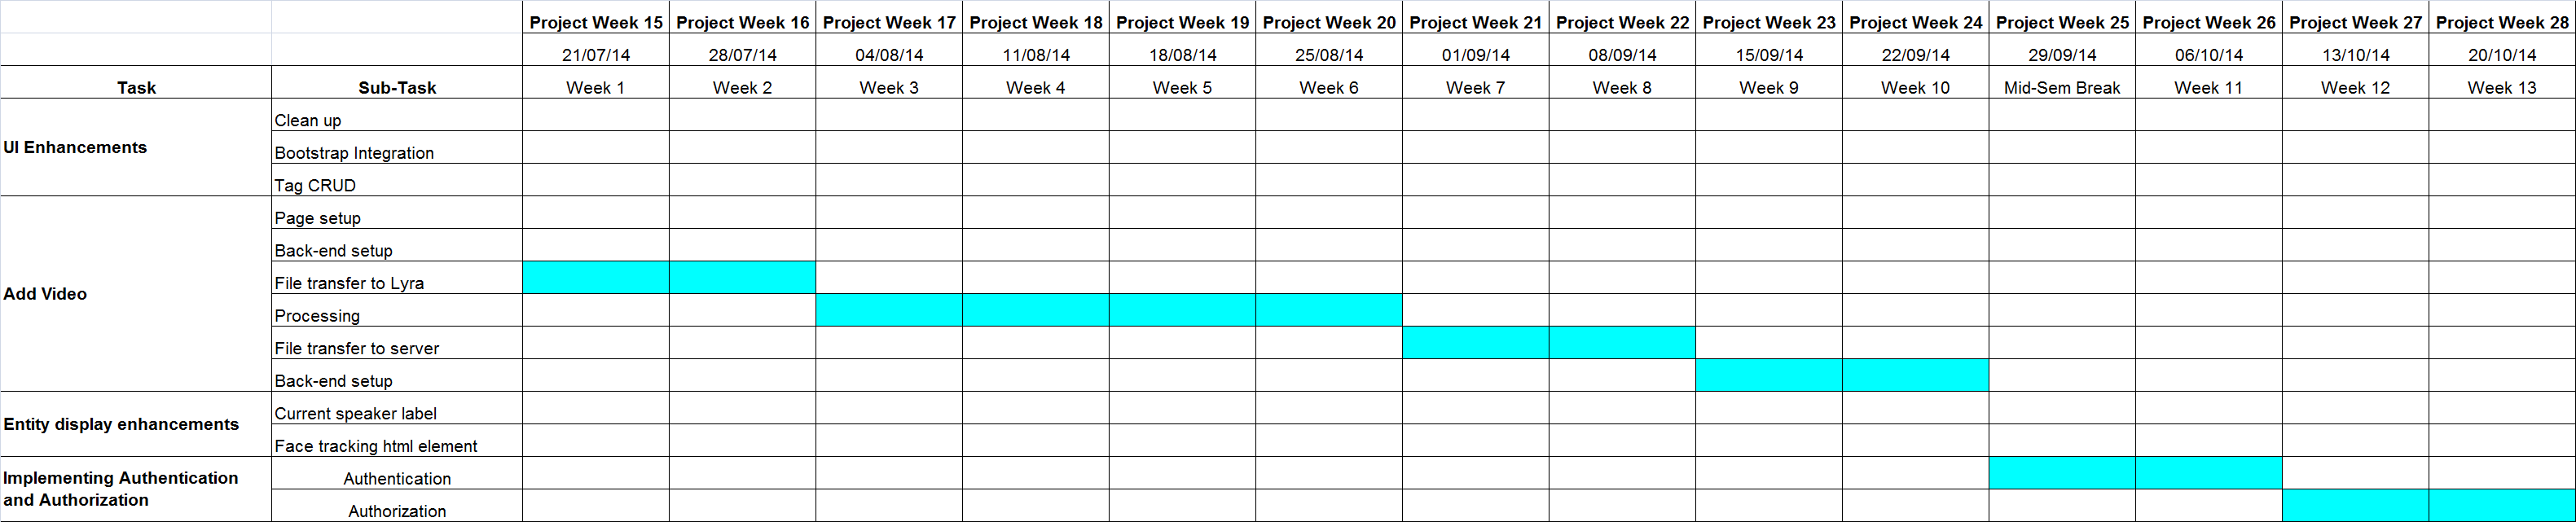 Project Week 15 Project Week 16 Project Week 17 Project Week 18 Project Week 19 Project Week 20 Project Week 21 Project Week 22 Project Week 23 Project Week 24 Project Week 25 Project Week 26 Project Week 27 Project Week 28
21/07/14 28/07/14 04/08/14 11/08/14 18/08/14 25/08/14 01/09/14 08/09/14 15/09/14 22/09/14 29/09/14 06/10/14 13/10/14 20/10/14
Task Sub-Task Week 1 Week 2 Week 3 Week 4 Week 5 Week 6 Week 7 Week 8 Week 9 Week 10 Mid-Sem Break Week 11 Week 12 Week 13
UI Enhancements
Clean up
Bootstrap Integration
Tag CRUD
Add Video
Page setup
Back-end setup
File transfer to Lyra
Processing
File transfer to server
Back-end setup
Entity display enhancements
Current speaker label
Face tracking html element
Implementing Authentication
and Authorization
Authentication
Authorization